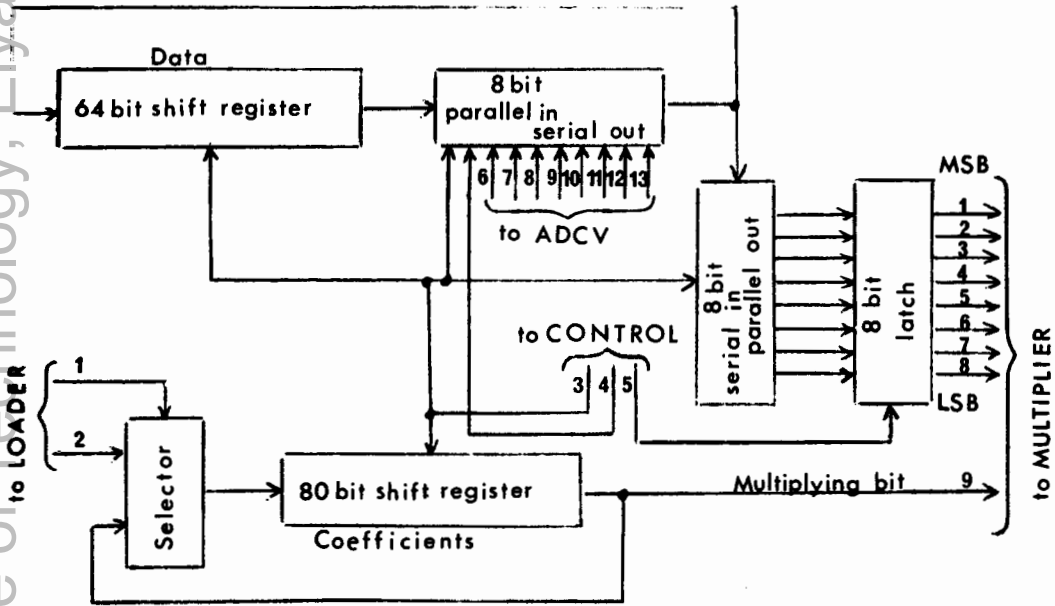 Data
64 bit shift register
8 bit
parallel in
serial out
6 7 8 9 10 11 12 13
to ADCV
8 bit
serial in
parallel out
8 bit
latch
MSB
1
2
3
4
5
6
7
8
LSB
to MULTIPLIER
to CONTROL
3 4 5
to LOADER
1
2
Selector
80 bit shift register
Coefficients
Multiplying bit 9